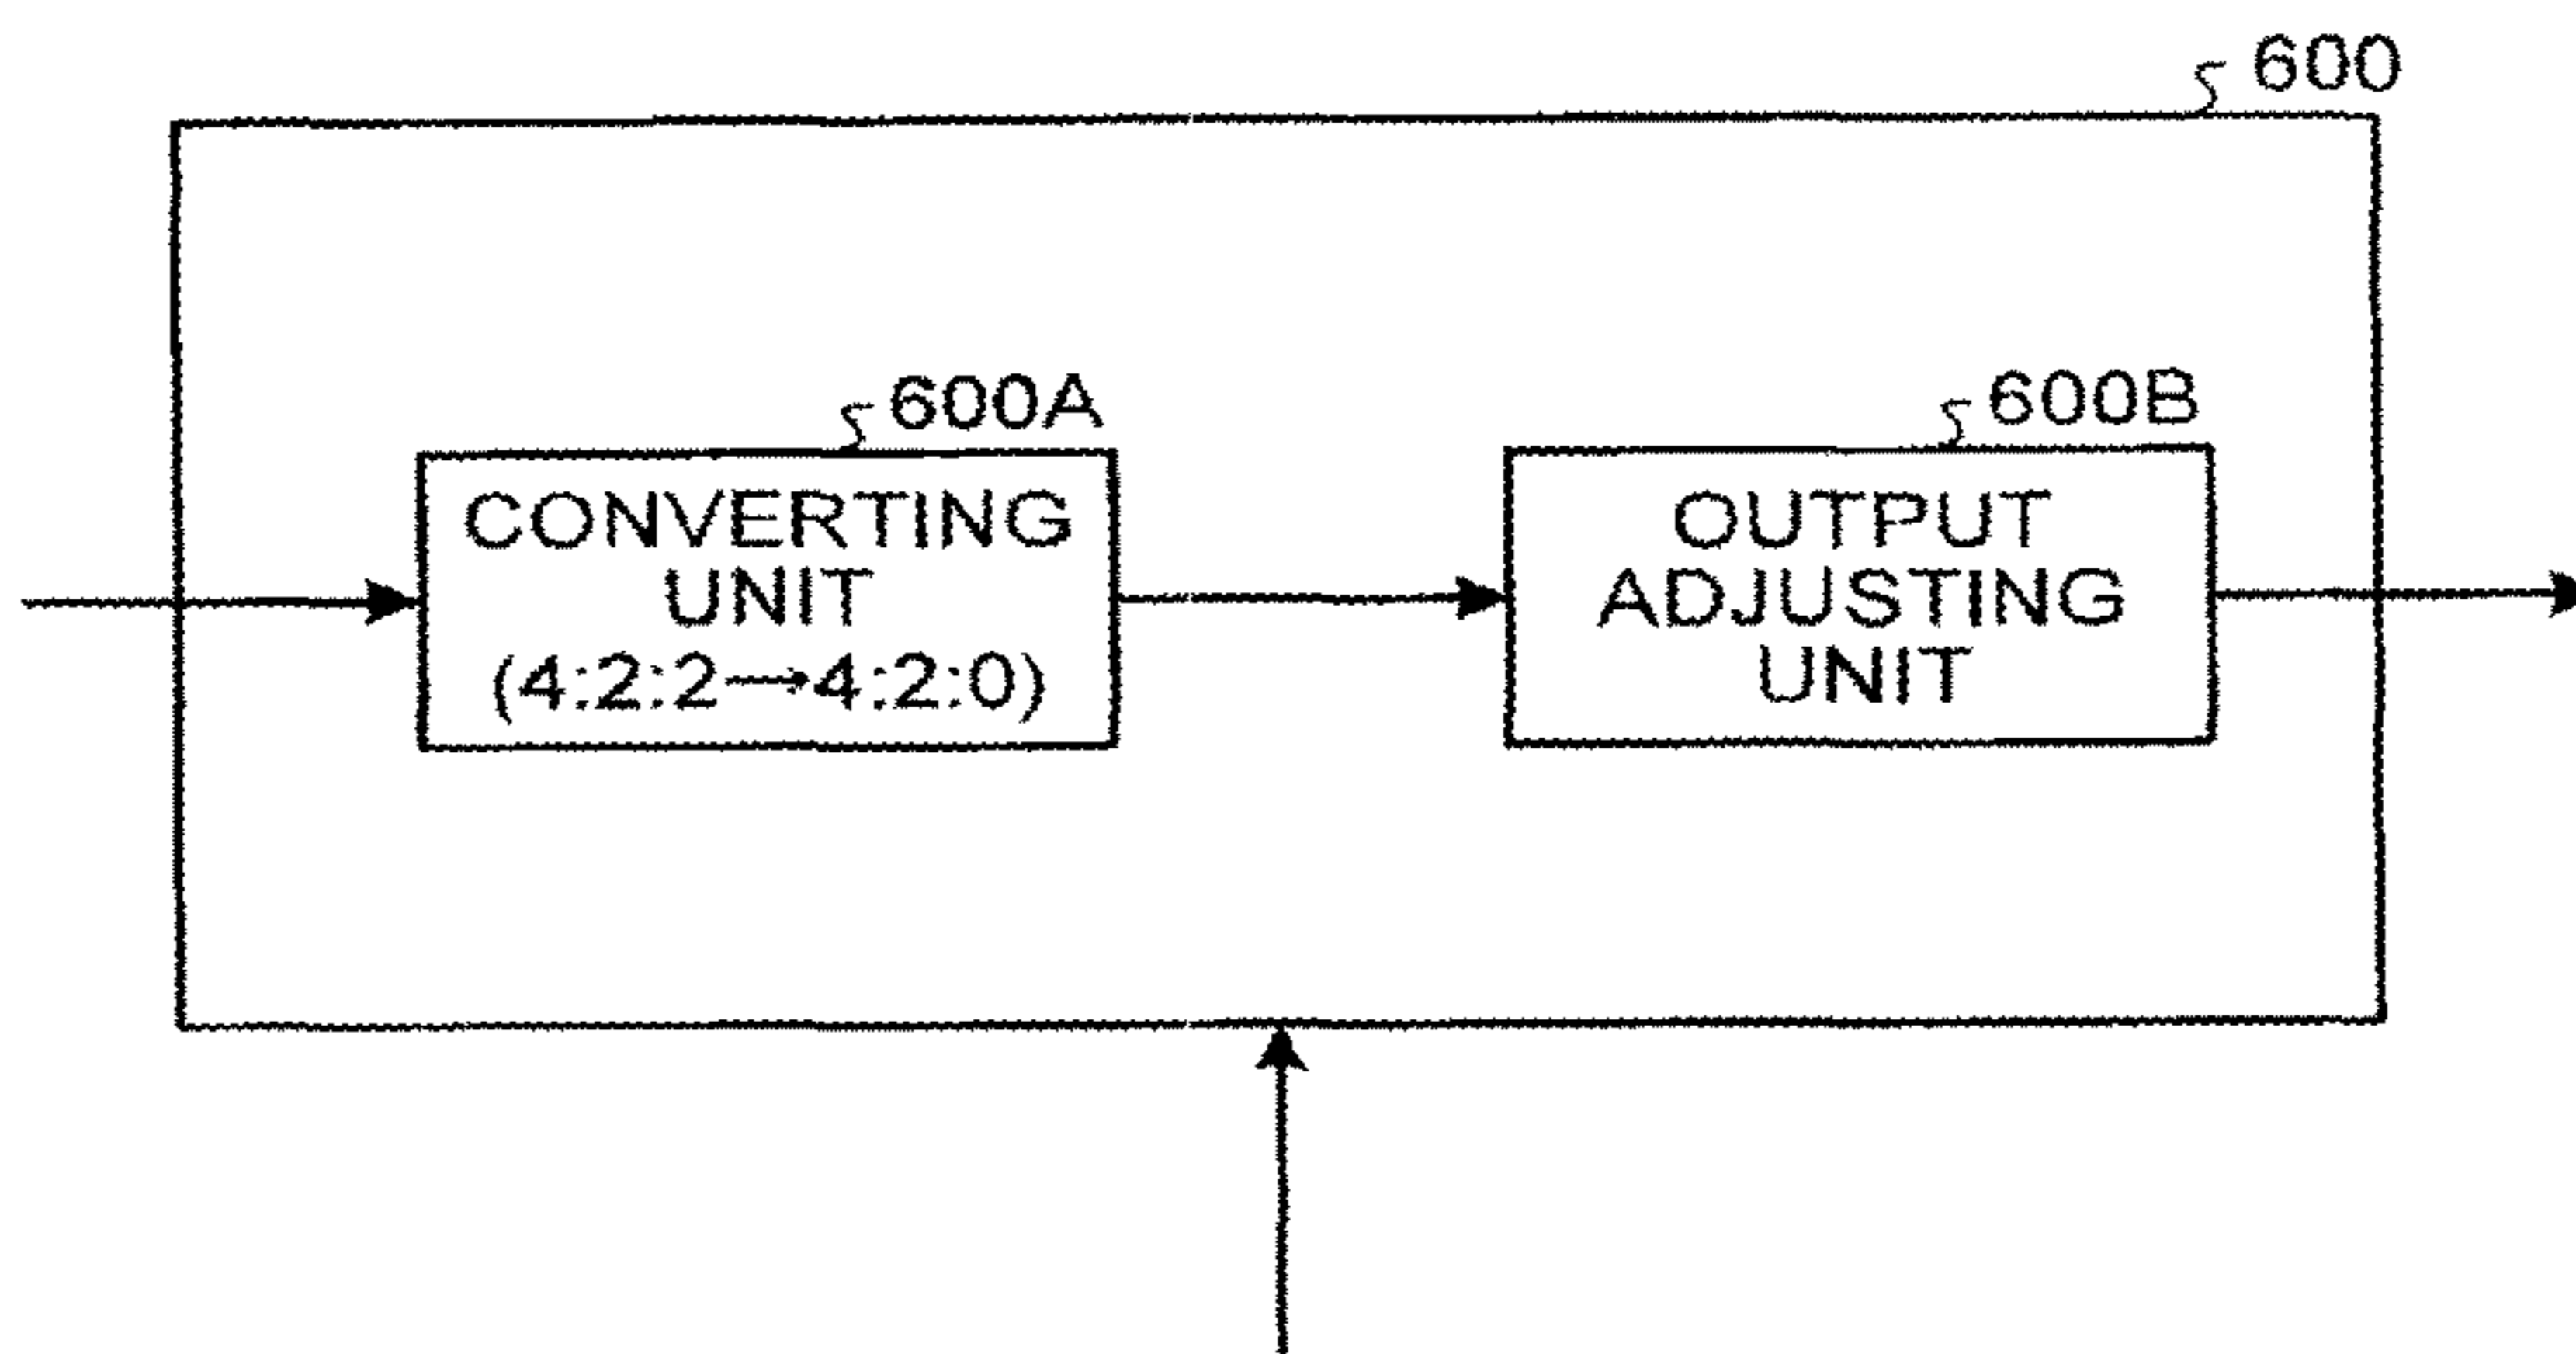 600
600A
CONVERTING
UNIT
(4:2:2→4:2:0)
600B
OUTPUT
ADJUSTING
UNIT